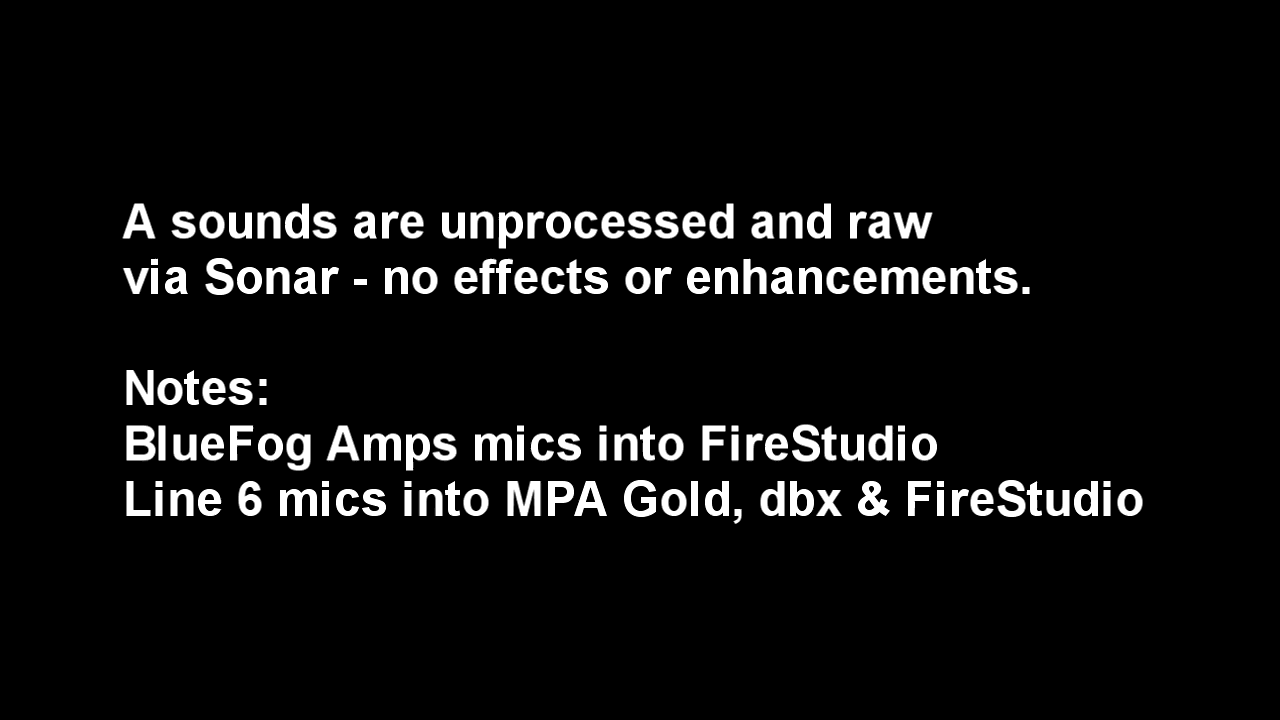 A sounds are unprocessed and raw
via Sonar - no effects or enhancements.
Notes:
BlueFog Amps mics into FireStudio
Line 6 mics into MPA Gold, dbx & FireStudio